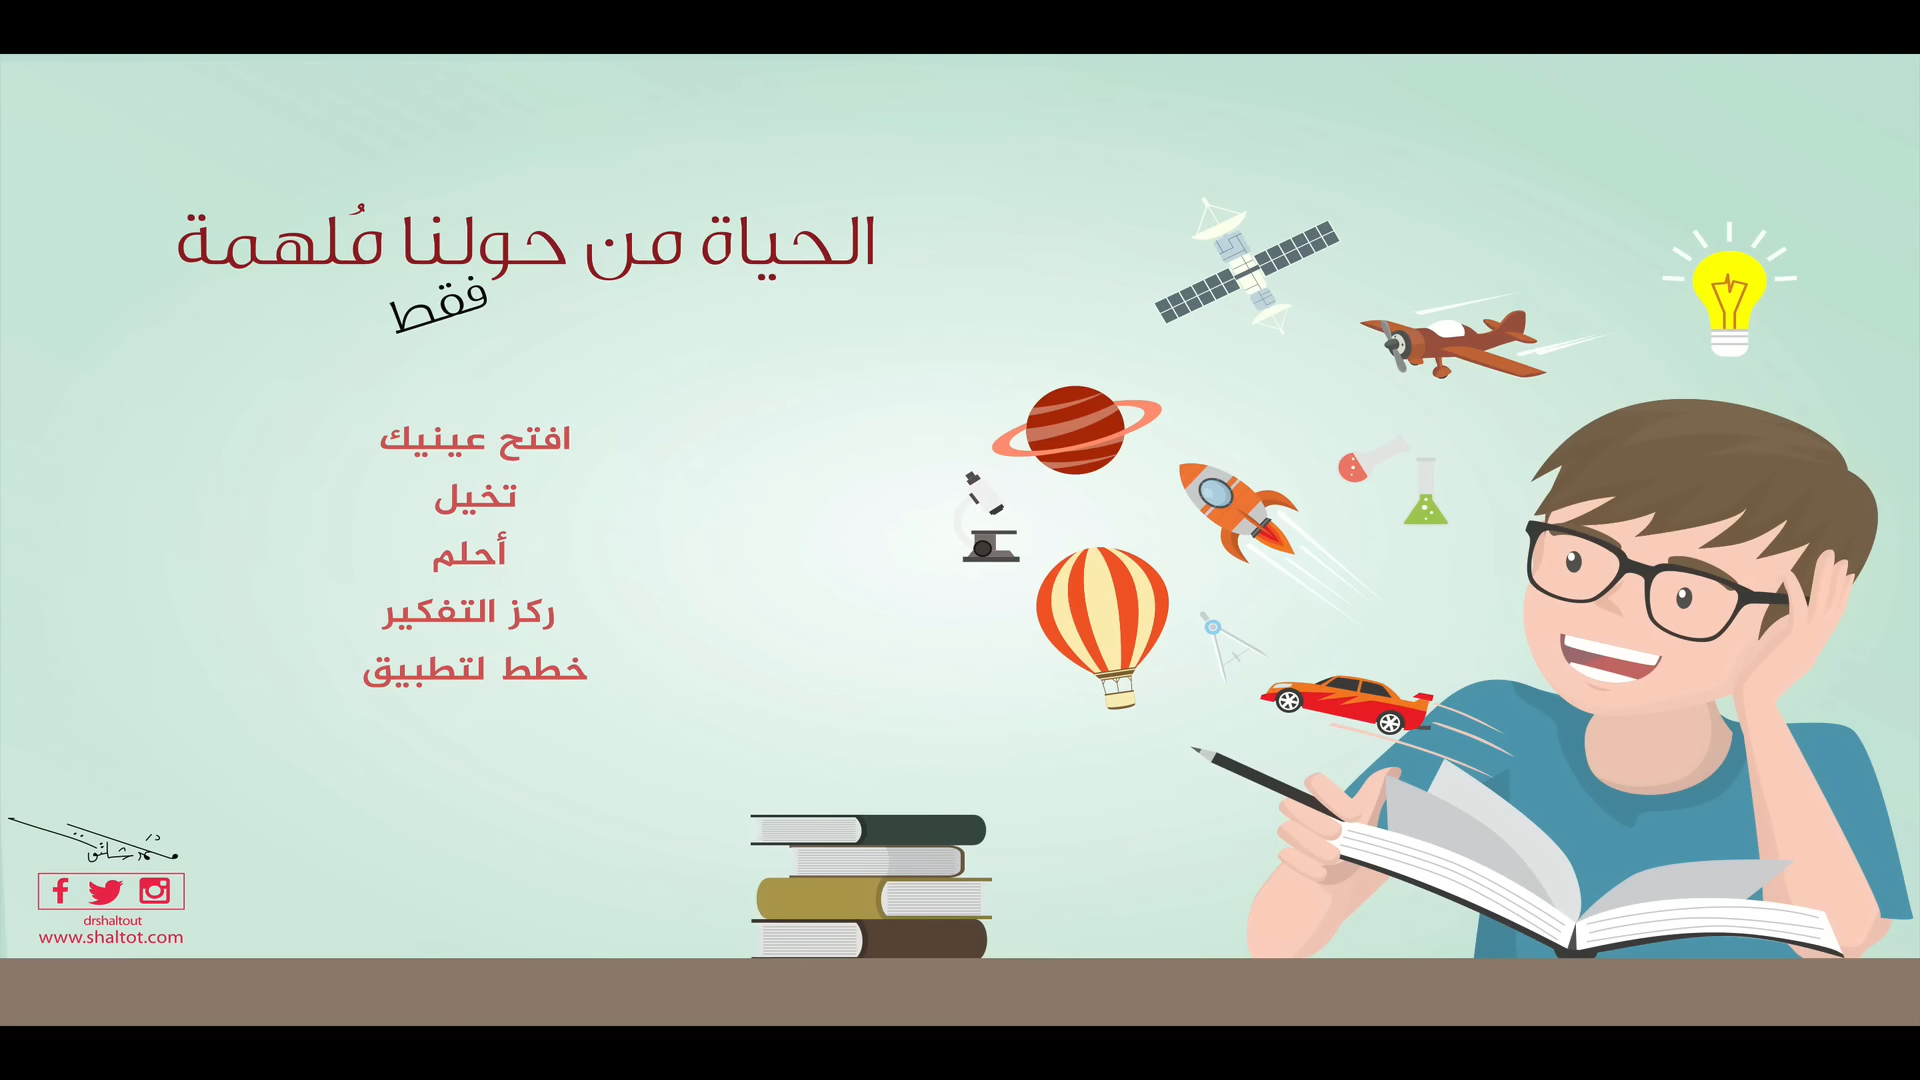 الحياة من حولنا مُلهمة
فقط
افتح عينيك
تخيل
أحلم
ركز التفكير
خطط لتطبيق
drshaltout
www.shaltot.com